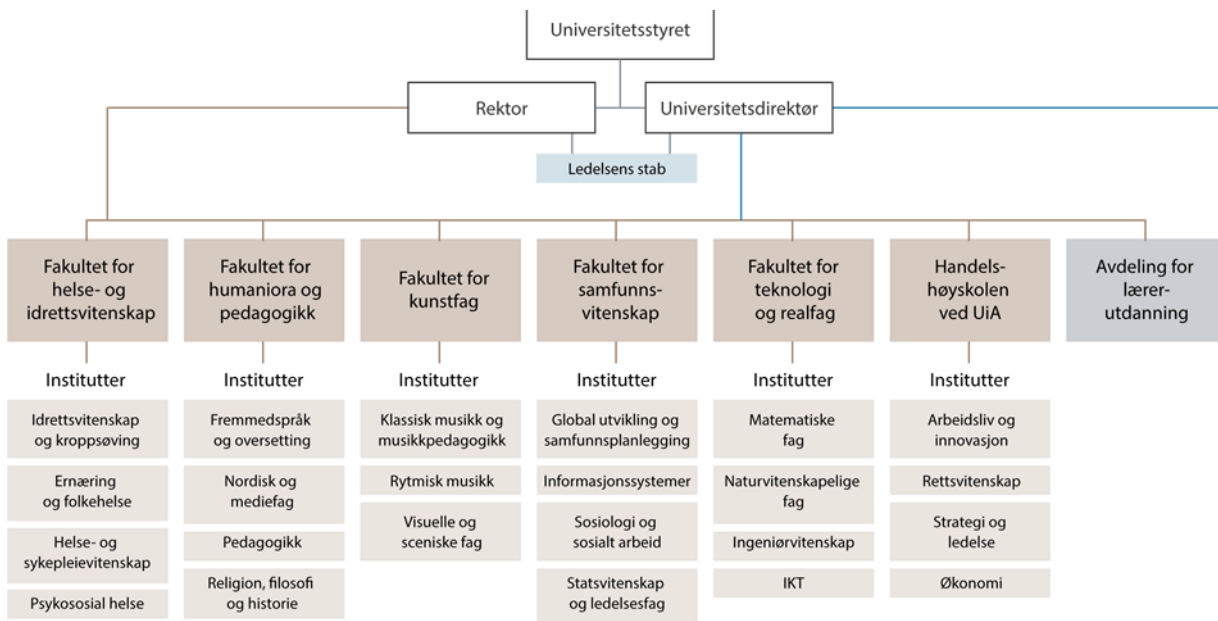 Universitetsstyret
Rektor
Universitetsdirektør
Ledelsens stab
Fakultet for
helse- og
idrettsvitenskap
Fakultet for
humaniora og
pedagogikk
Fakultet for
kunstfag
Fakultet for
samfunns-
vitenskap
Fakultet for
teknologi
og realfag
Handels-
høyskolen
ved UiA
Avdeling for
lærer-
utdanning
Institutter
Idrettsvitenskap
og kroppsøving
Ernæring
og folkehelse
Helse- og
sykepleievitenskap
Psykososial helse
Institutter
Fremmedspråk
og oversetting
Nordisk og
mediefag
Pedagogikk
Religion, filosofi
og historie
Institutter
Klassisk musikk og
musikkpedagogikk
Rytmisk musikk
Visuelle og
sceniske fag
Institutter
Global utvikling og
samfunnsplanlegging
Informasjonssystemer
Sosiologi og
sosialt arbeid
Statsvitenskap
og ledelsesfag
Institutter
Matematiske
fag
Naturvitenskapelige
fag
Ingeniørvitenskap
IKT
Institutter
Arbeidsliv og
innovasjon
Rettsvitenskap
Strategi og
ledelse
Økonomi